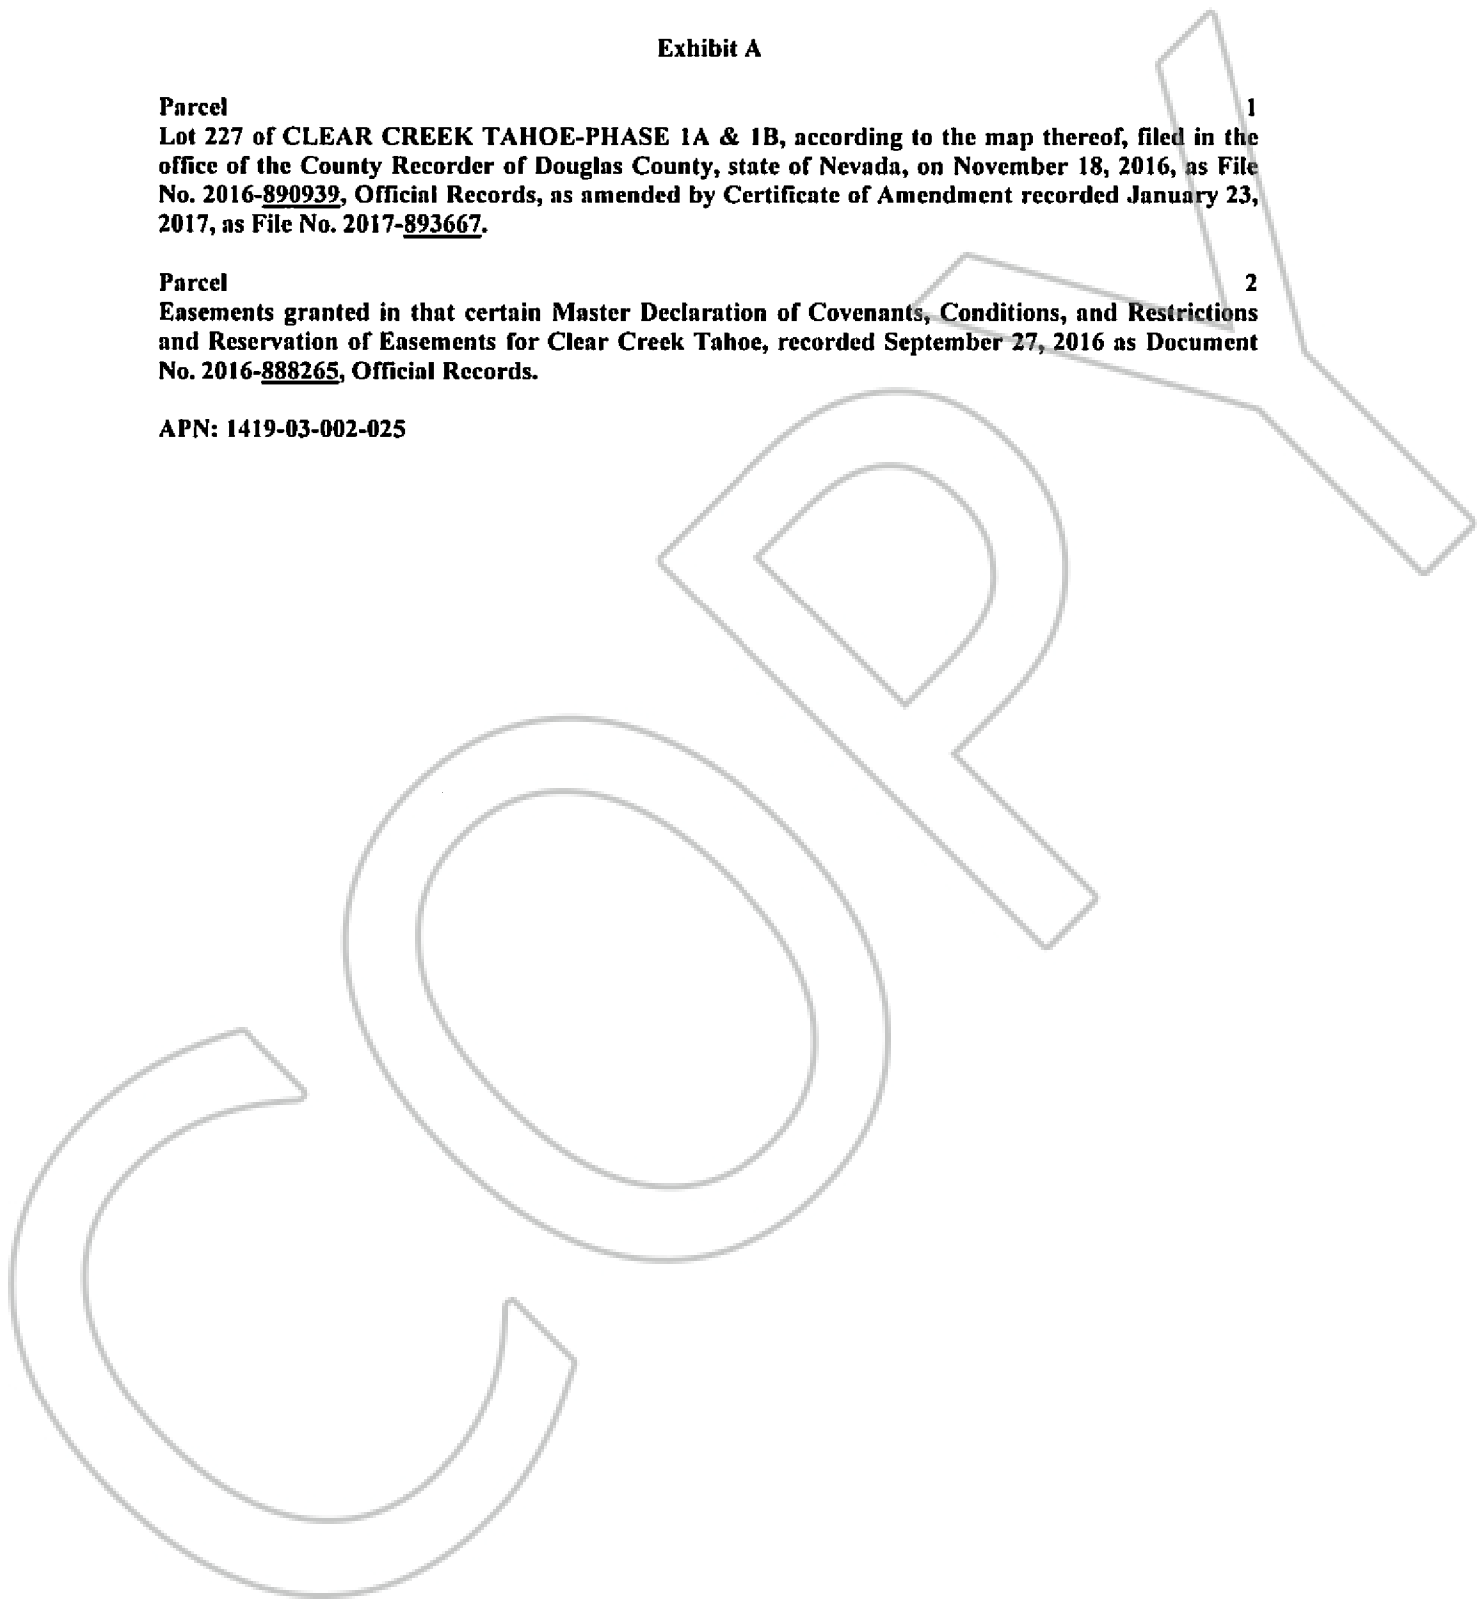 Exhibit A
Parcel 1
Lot 227 of CLEAR CREEK TAHOE-PHASE 1A & 1B, according to the map thereof, filed in the
office of the County Recorder of Douglas County, state of Nevada, on November 18, 2016, as File
No. 2016-890939, Official Records, as amended by Certificate of Amendment recorded January 23,
2017, as File No. 2017-893667.
Parcel 2
Easements granted in that certain Master Declaration of Covenants, Conditions, and Restrictions
and Reservation of Easements for Clear Creek Tahoe, recorded September 27, 2016 as Document
No. 2016-888265, Official Records.
APN: 1419-03-002-025
COPY